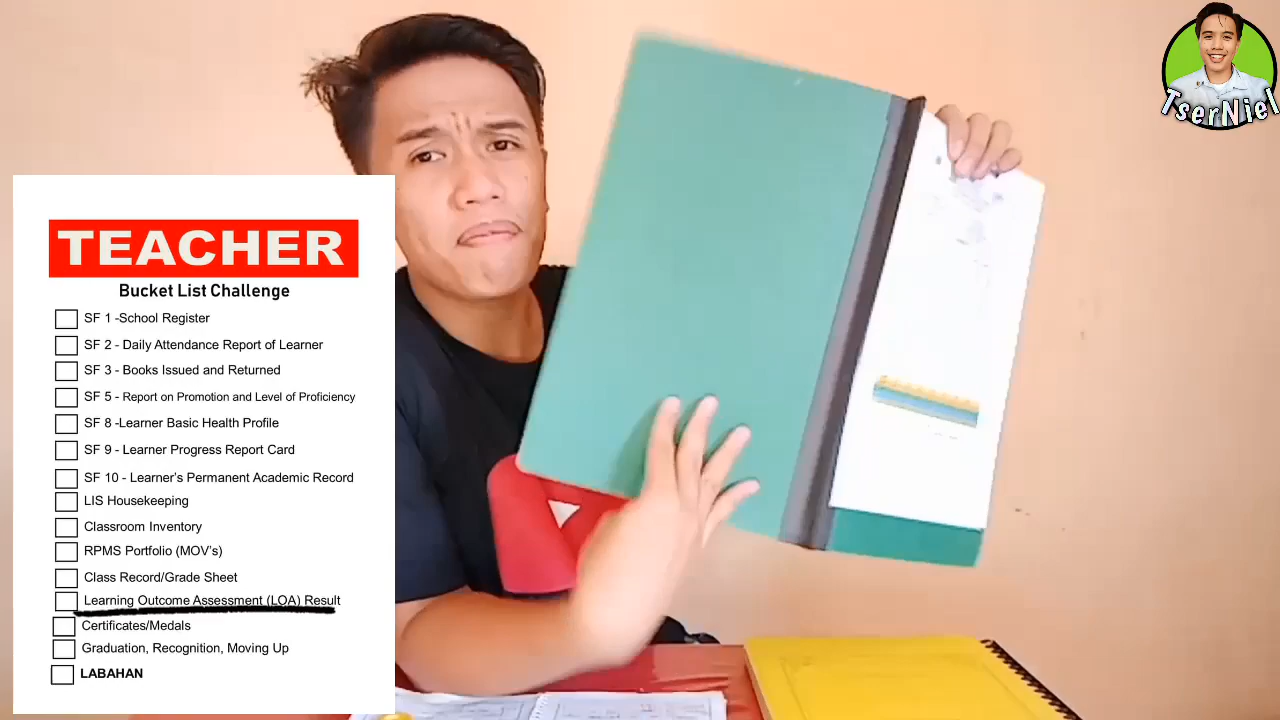 TserNiel
TEACHER
Bucket List Challenge
SF 1 -School Register
SF 2 - Daily Attendance Report of Learner
SF 3 - Books Issued and Returned
SF 5 - Report on Promotion and Level of Proficiency
SF 8 -Learner Basic Health Profile
SF 9 - Learner Progress Report Card
SF 10 - Learner's Permanent Academic Record
LIS Housekeeping
Classroom Inventory
RPMS Portfolio (MOV's)
Class Record/Grade Sheet
Learning Outcome Assessment (LOA) Result
Certificates/Medals
Graduation, Recognition, Moving Up
LABAHAN